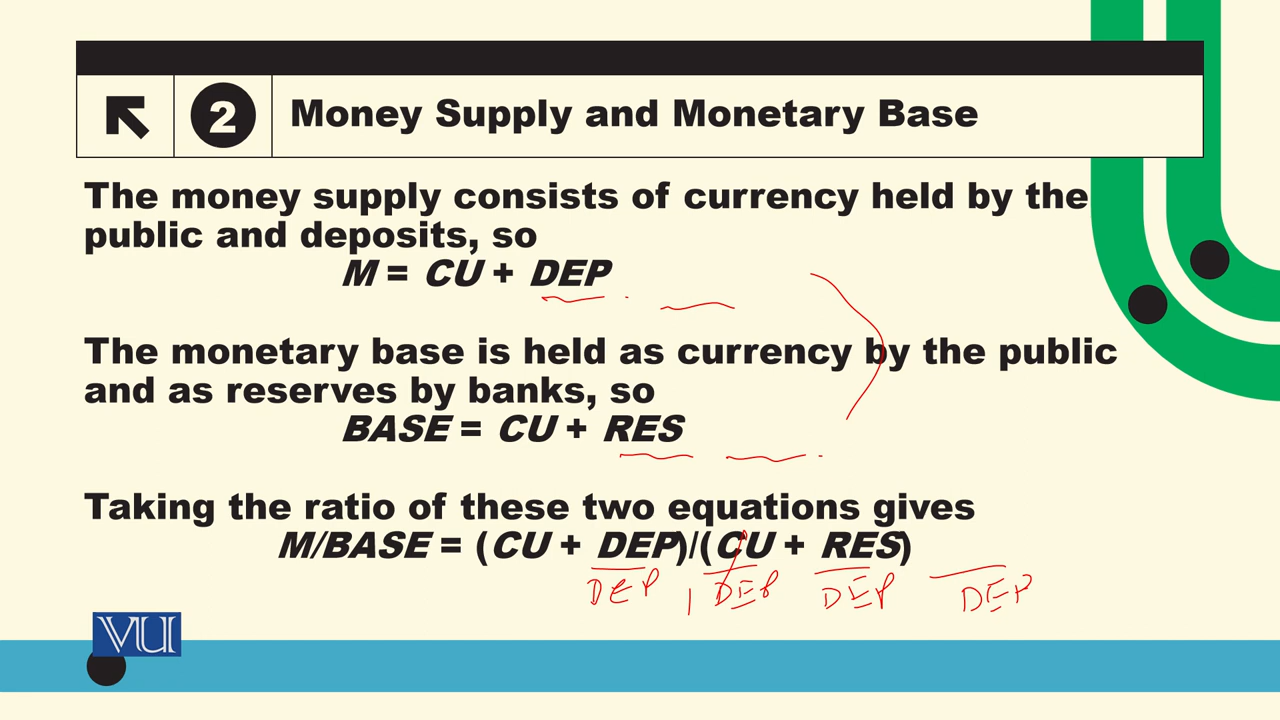 2 Money Supply and Monetary Base
The money supply consists of currency held by the
public and deposits, so
M = CU + DEP
The monetary base is held as currency by the public
and as reserves by banks, so
BASE = CU + RES
Taking the ratio of these two equations gives
M/BASE = (CU + DEP)/(CU + RES)
DEP DEP DEP DEP
VU